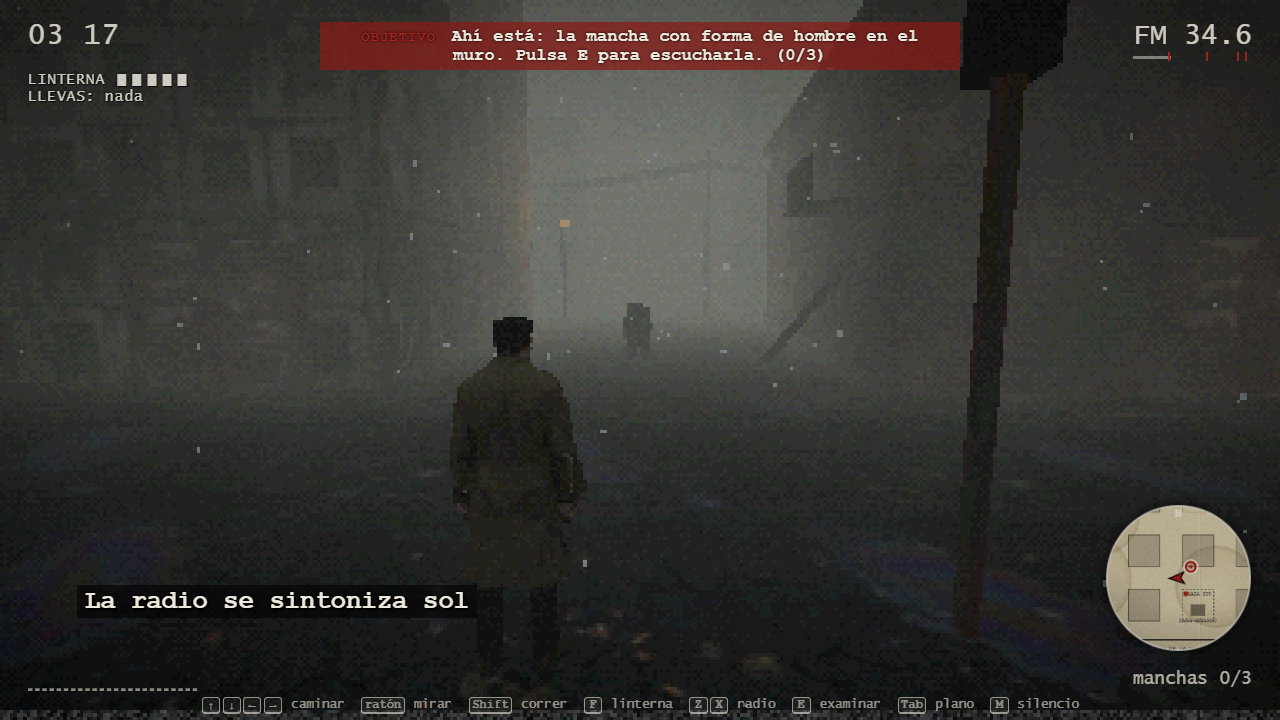 03 17
FM 34.6
OBJETIVO Ahí está: la mancha con forma de hombre en el
muro. Pulsa E para escucharla. (0/3)
LINTERNA
LLEVAS: nada
La radio se sintoniza sol
manchas 0/3
↑ ↓ ← → caminar ratón mirar Shift correr F linterna Z X radio E examinar Tab plano M silencio